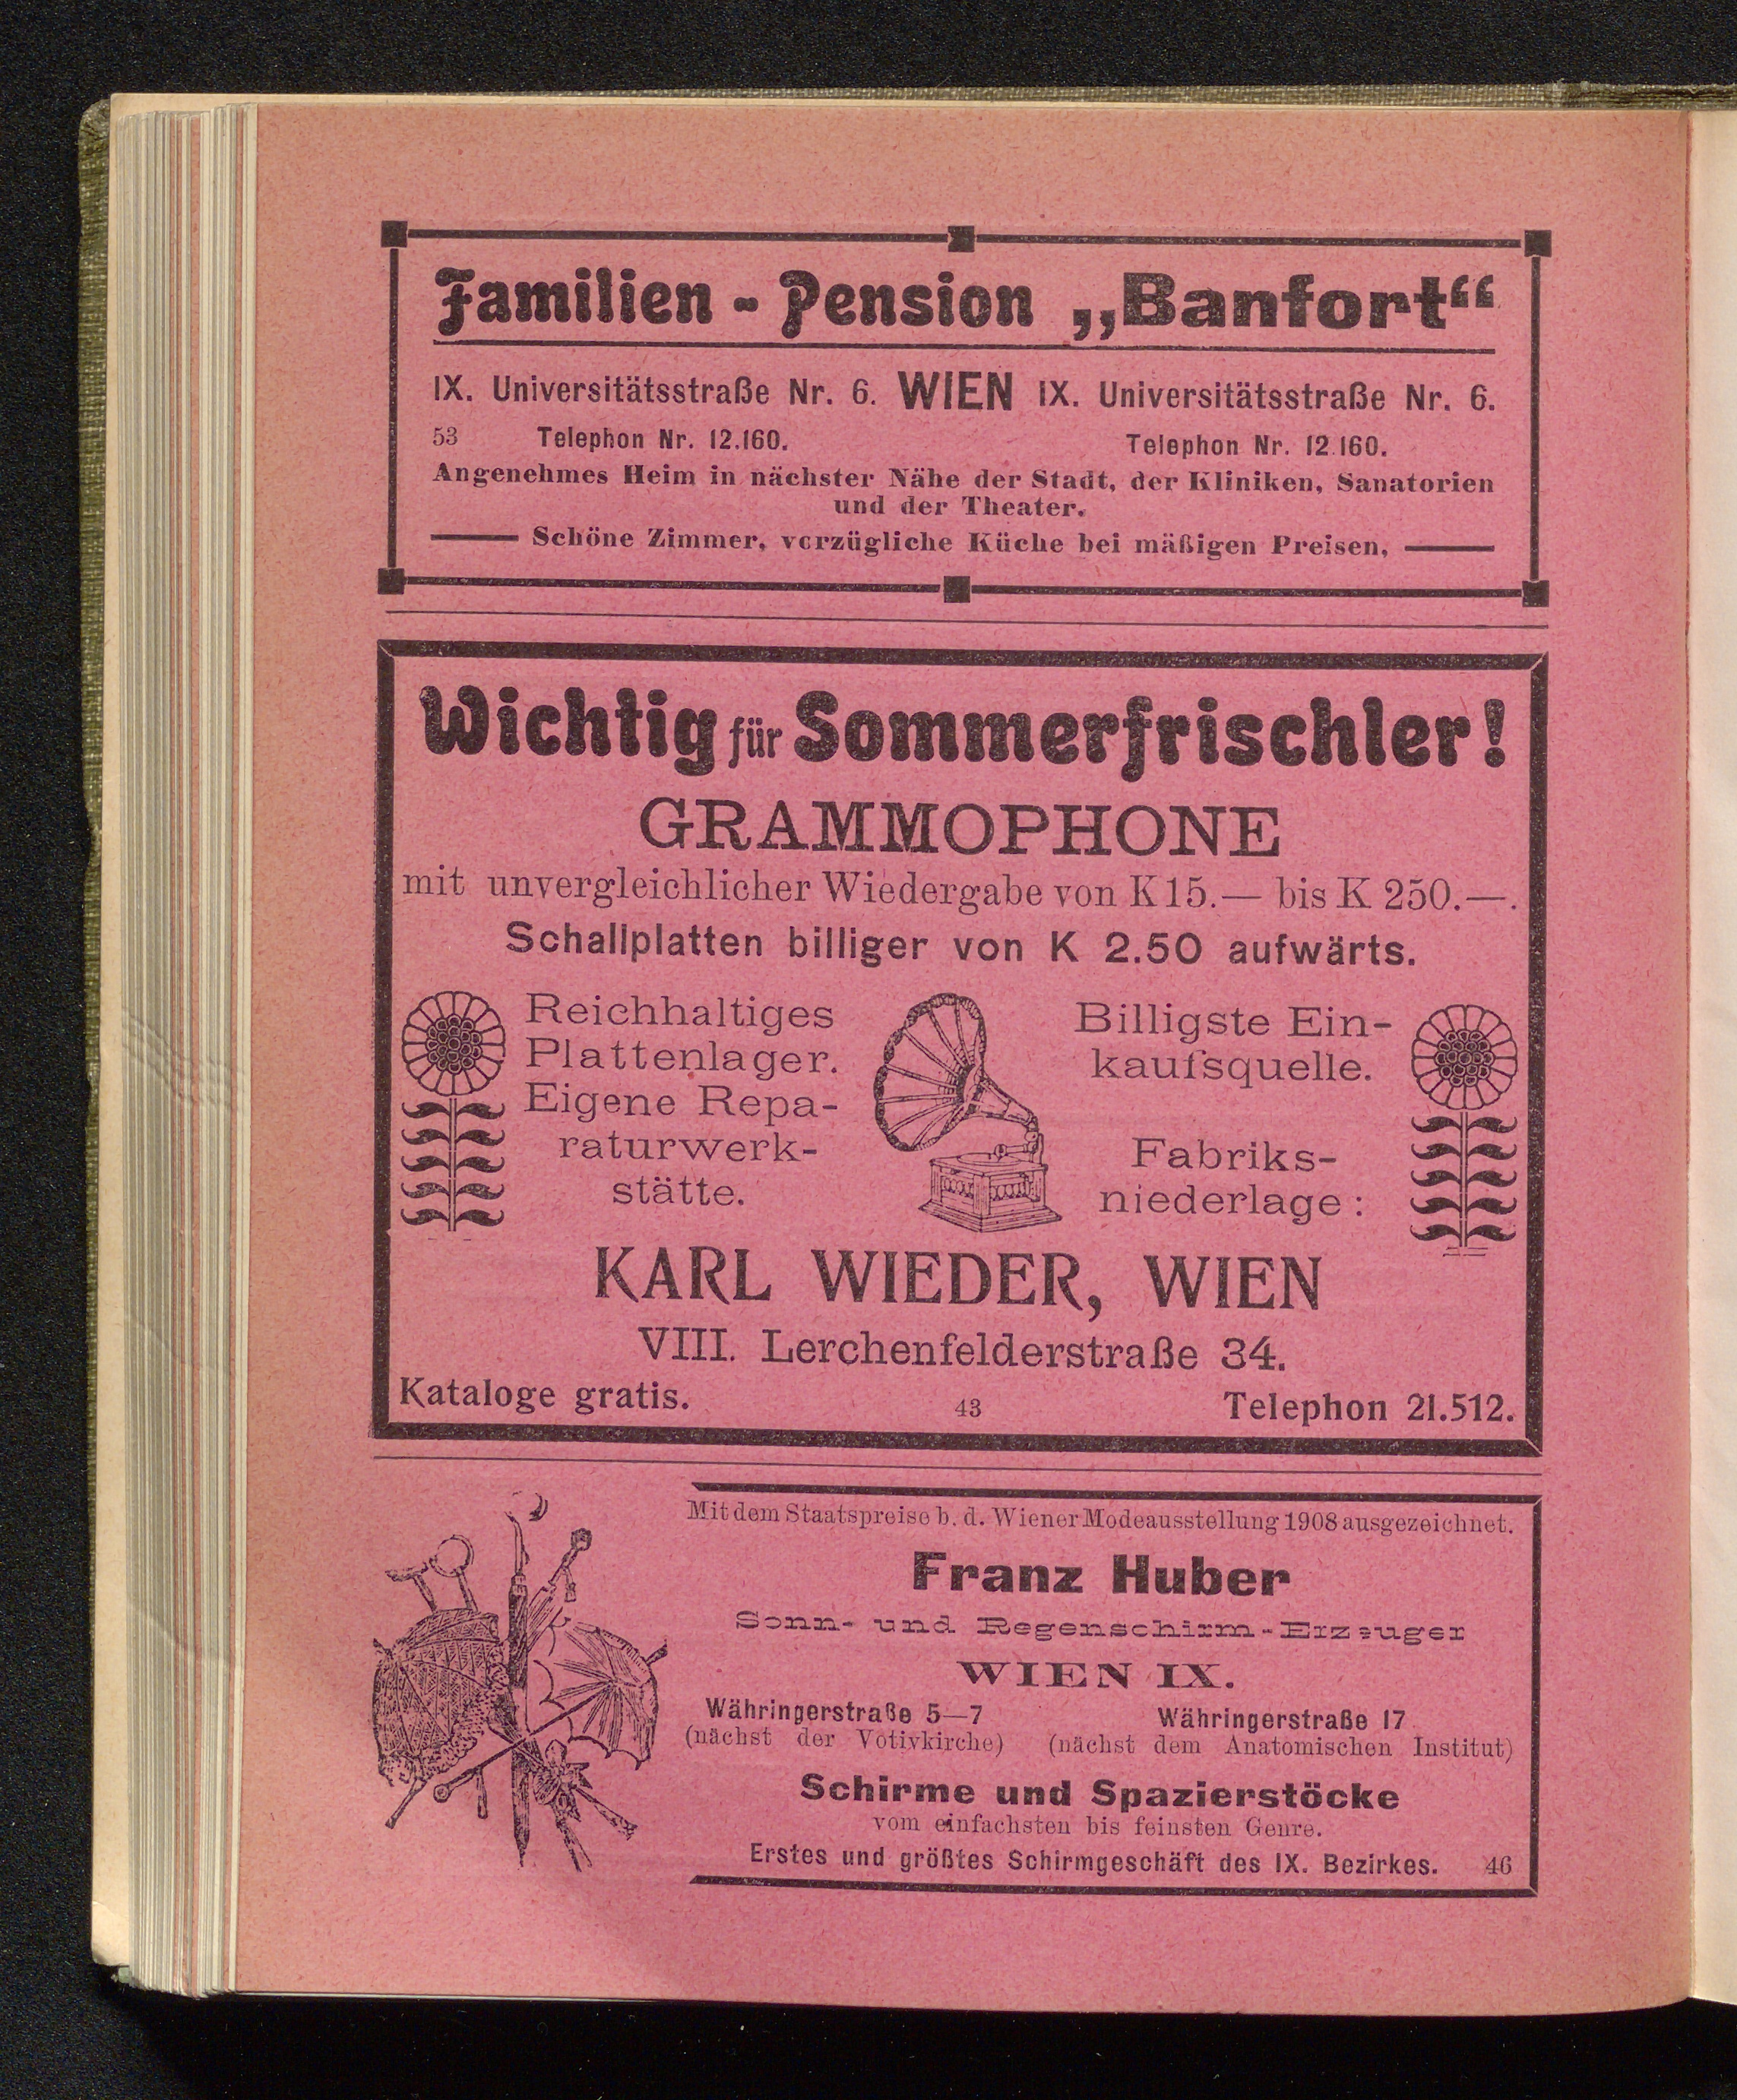 Familien - Pension „Banfort“
IX. Universitätsstraße Nr. 6. WIEN IX. Universitätsstraße Nr. 6.
53 Telephon Nr. 12.160. Telephon Nr. 12.160.
Angenehmes Heim in nächster Nähe der Stadt, der Kliniken, Sanatorien
und der Theater.
Schöne Zimmer, vorzügliche Küche bei mäßigen Preisen,
Wichtig für Sommerfrischler!
GRAMMOPHONE
mit unvergleichlicher Wiedergabe von K 15.— bis K 250.—.
Schallplatten billiger von K 2.50 aufwärts.
Reichhaltiges
Plattenlager.
Eigene Repa-
raturwerk-
stätte.
Billigste Ein-
kaufsquelle.
Fabriks-
niederlage:
KARL WIEDER, WIEN
VIII. Lerchenfelderstraße 34.
Kataloge gratis. 43 Telephon 21.512.
Mit dem Staatspreise b. d. Wiener Modeausstellung 1908 ausgezeichnet.
Franz Huber
Sonn- und Regenschirm-Erzeuger
WIEN IX.
Währingerstraße 5—7 Währingerstraße 17
(nächst der Votivkirche) (nächst dem Anatomischen Institut)
Schirme und Spazierstöcke
vom einfachsten bis feinsten Genre.
Erstes und größtes Schirmgeschäft des IX. Bezirkes. 46